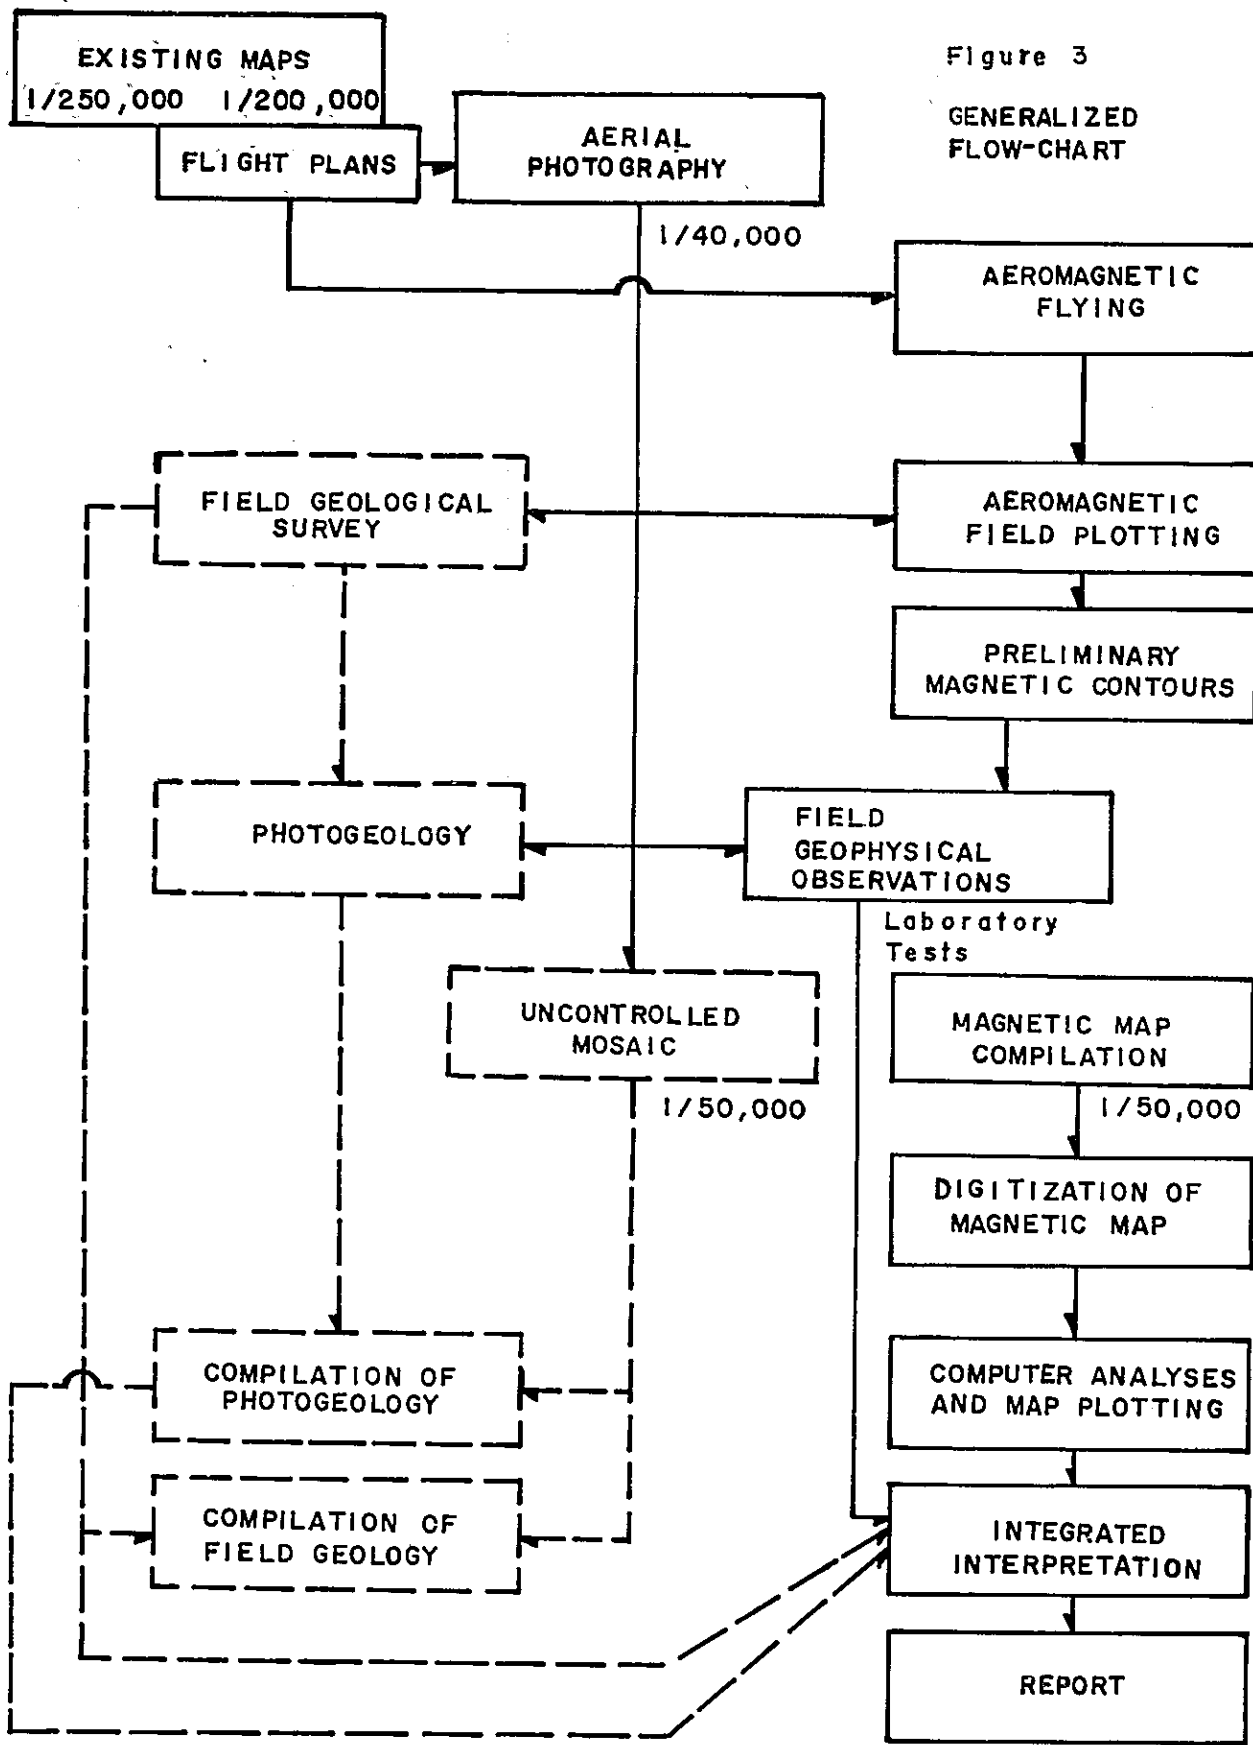 EXISTING MAPS
1/250,000 1/200,000
FLIGHT PLANS
AERIAL
PHOTOGRAPHY
Figure 3
GENERALIZED
FLOW-CHART
1/40,000
AEROMAGNETIC
FLYING
FIELD GEOLOGICAL
SURVEY
AEROMAGNETIC
FIELD PLOTTING
PRELIMINARY
MAGNETIC CONTOURS
PHOTOGEOLOGY
FIELD
GEOPHYSICAL
OBSERVATIONS
Laboratory
Tests
UNCONTROLLED
MOSAIC
1/50,000
MAGNETIC MAP
COMPILATION
1/50,000
DIGITIZATION OF
MAGNETIC MAP
COMPILATION OF
PHOTOGEOLOGY
COMPUTER ANALYSES
AND MAP PLOTTING
COMPILATION OF
FIELD GEOLOGY
INTEGRATED
INTERPRETATION
REPORT